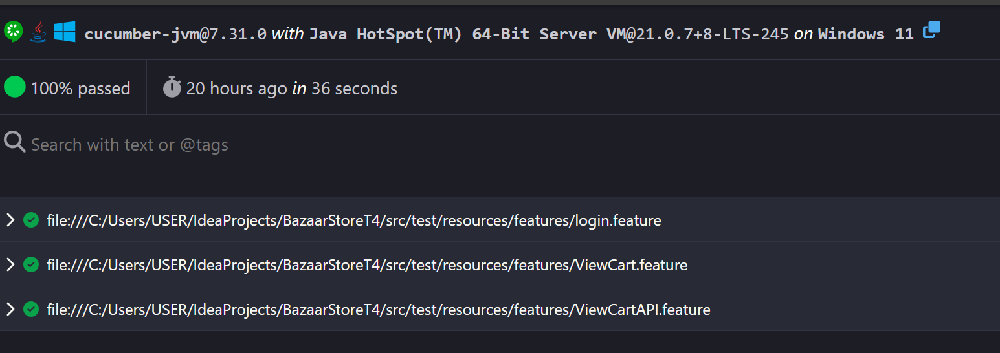 cucumber-jvm@7.31.0 with Java HotSpot(TM) 64-Bit Server VM@21.0.7+8-LTS-245 on Windows 11
100% passed 20 hours ago in 36 seconds
Search with text or @tags
file:///C:/Users/USER/IdeaProjects/BazaarStoreT4/src/test/resources/features/login.feature
file:///C:/Users/USER/IdeaProjects/BazaarStoreT4/src/test/resources/features/ViewCart.feature
file:///C:/Users/USER/IdeaProjects/BazaarStoreT4/src/test/resources/features/ViewCartAPI.feature